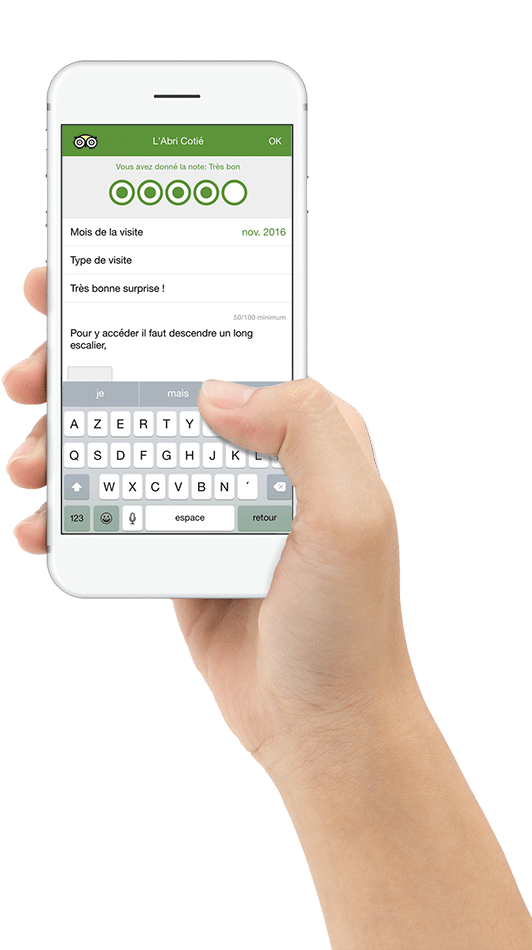 L'Abri Cotié OK
Vous avez donné la note: Très bon
Mois de la visite nov. 2016
Type de visite
Très bonne surprise !
50/100 minimum
Pour y accéder il faut descendre un long
escalier,
je mais
A Z E R T Y
Q S D F G H J K L
W X C V B N ´
123 espace retour